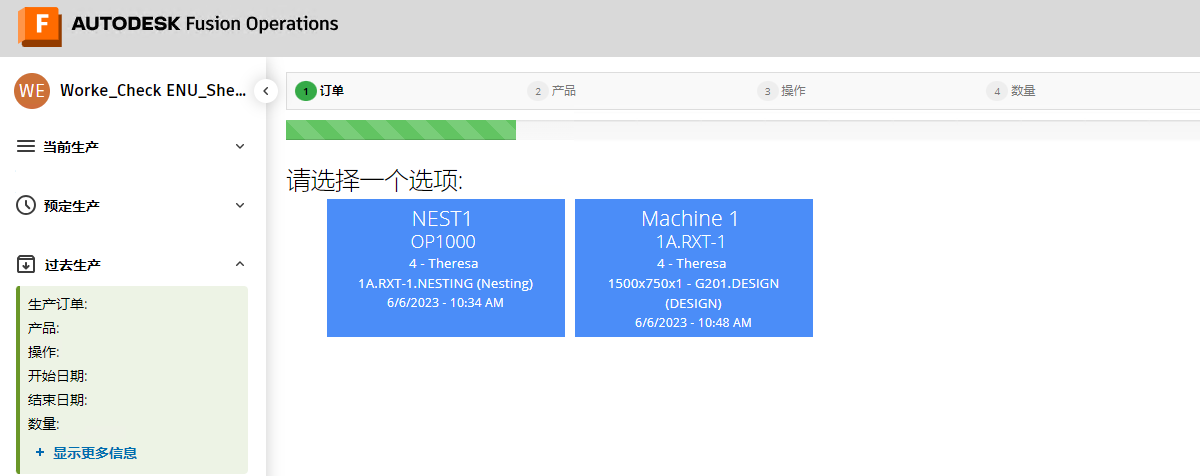 F AUTODESK Fusion Operations
WE Worke_Check ENU_She...
当前生产
预定生产
过去生产
生产订单:
产品:
操作:
开始日期:
结束日期:
数量:
+ 显示更多信息
1 订单 2 产品 3 操作 4 数量
请选择一个选项:
NEST1
OP1000
4 - Theresa
1A.RXT-1.NESTING (Nesting)
6/6/2023 - 10:34 AM
Machine 1
1A.RXT-1
4 - Theresa
1500x750x1 - G201.DESIGN
(DESIGN)
6/6/2023 - 10:48 AM